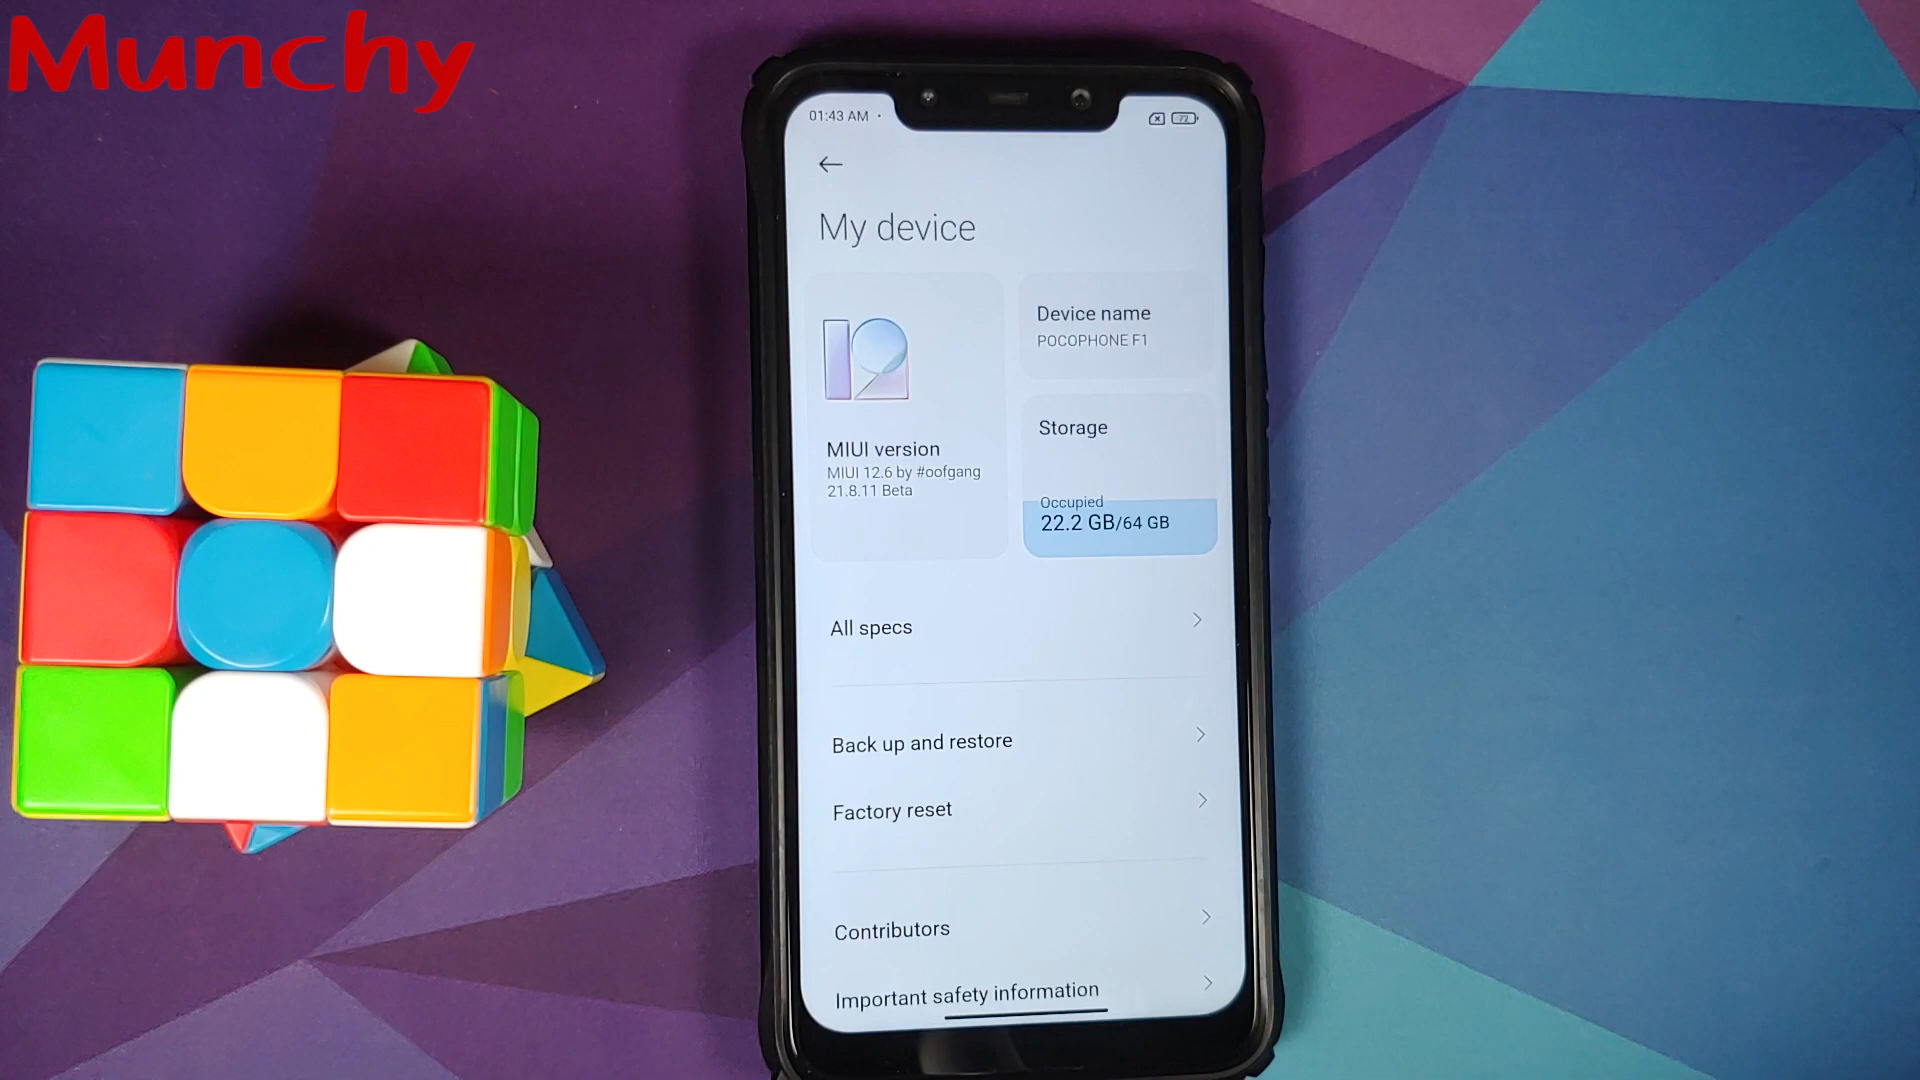 Munchy
01:43 AM
72
My device
Device name
POCOPHONE F1
MIUI version
MIUI 12.6 by #oofgang
21.8.11 Beta
Storage
Occupied
22.2 GB/64 GB
All specs
Back up and restore
Factory reset
Contributors
Important safety information